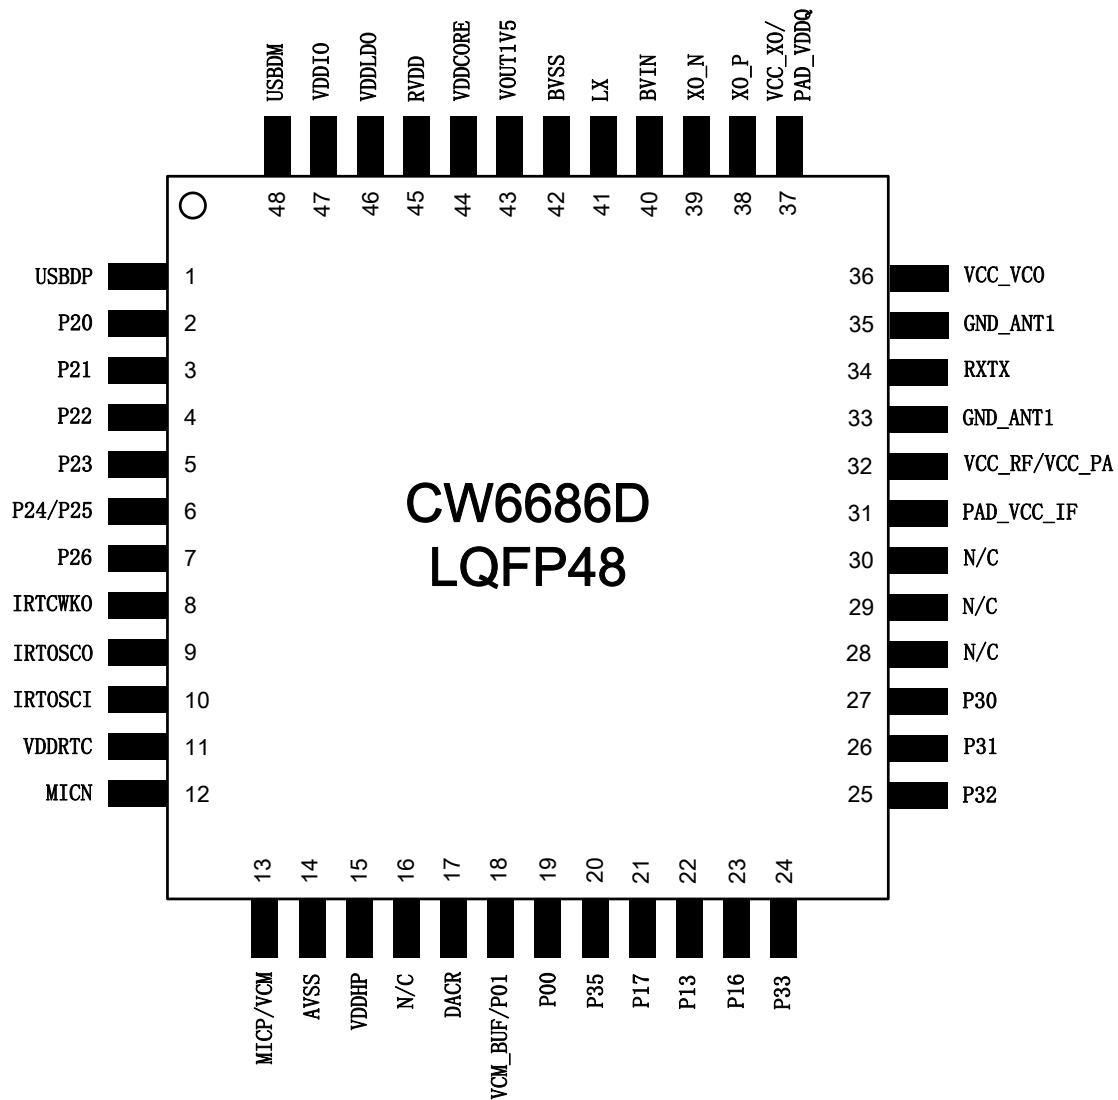 USBDM
VDDIO
VDDLDO
RVDD
VDDCORE
VOUT1V5
BVSS
LX
BVIN
XO_N
XO_P
VCC_XO/
PAD_VDDQ
48 47 46 45 44 43 42 41 40 39 38 37
USBDP 1
P20 2
P21 3
P22 4
P23 5
P24/P25 6
P26 7
IRTCWKO 8
IRTOSCO 9
IRTOSCI 10
VDDRTC 11
MICN 12
CW6686D
LQFP48
36 VCC_VCO
35 GND_ANT1
34 RXTX
33 GND_ANT1
32 VCC_RF/VCC_PA
31 PAD_VCC_IF
30 N/C
29 N/C
28 N/C
27 P30
26 P31
25 P32
13 14 15 16 17 18 19 20 21 22 23 24
MICP/VCM
AVSS
VDDHP
N/C
DACR
VCM_BUF/P01
P00
P35
P17
P13
P16
P33